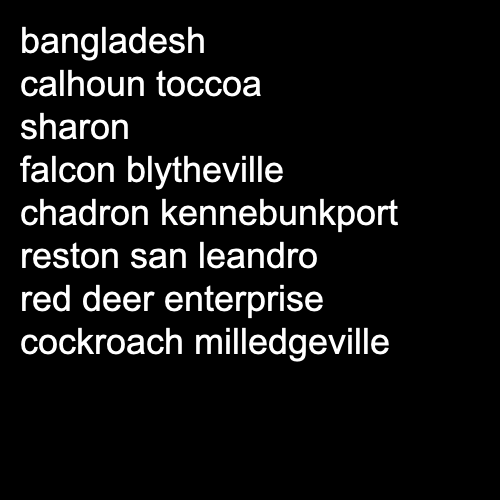 bangladesh
calhoun toccoa
sharon
falcon blytheville
chadron kennebunkport
reston san leandro
red deer enterprise
cockroach milledgeville